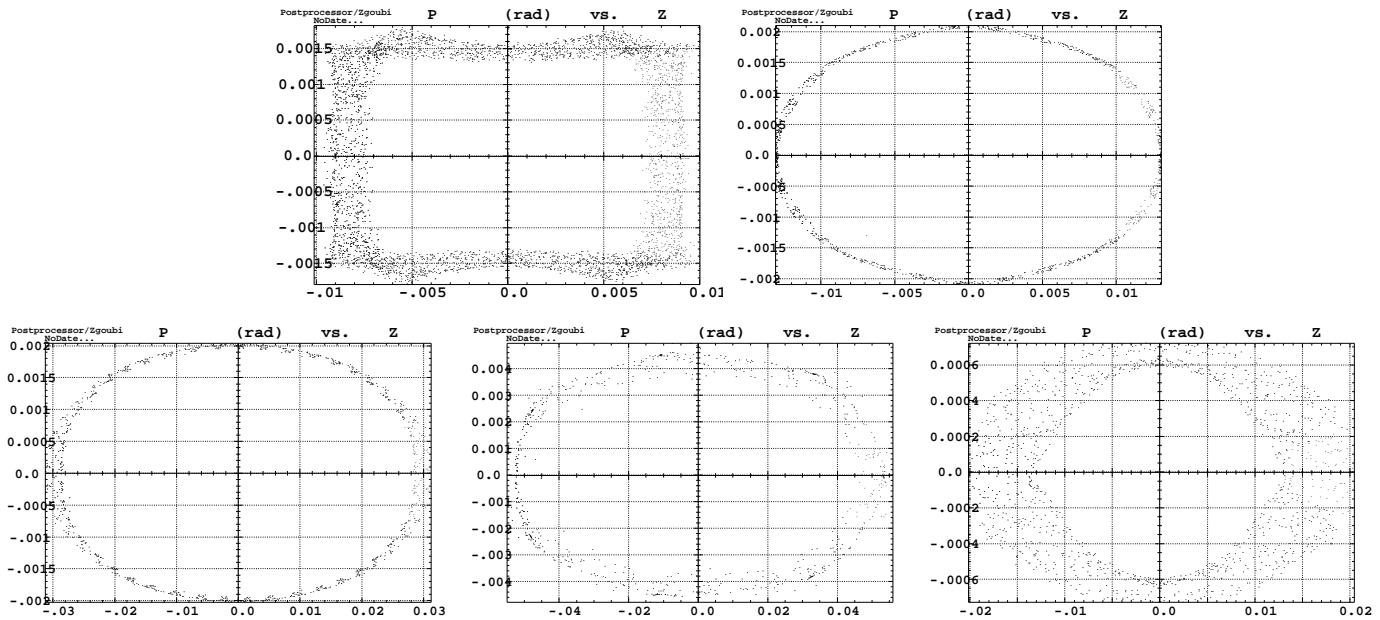 Postprocessor/Zgoubi
NoDate...
P (rad) vs. Z
0.0015
0.001
0.0005
0.0
-.0005
-.001
-.0015
-.01 -.005 0.0 0.005 0.01
Postprocessor/Zgoubi
NoDate...
P (rad) vs. Z
0.002
0.0015
0.001
0.0005
0.0
-.0005
-.001
-.0015
-.002
-.01 -.005 0.0 0.005 0.01
Postprocessor/Zgoubi
NoDate...
P (rad) vs. Z
0.002
0.0015
0.001
0.0005
0.0
-.0005
-.001
-.0015
-.002
-.03 -.02 -.01 0.0 0.01 0.02 0.03
Postprocessor/Zgoubi
NoDate...
P (rad) vs. Z
0.004
0.003
0.002
0.001
0.0
-.001
-.002
-.003
-.004
-.04 -.02 0.0 0.02 0.04
Postprocessor/Zgoubi
NoDate...
P (rad) vs. Z
0.0006
0.0004
0.0002
0.0
-.0002
-.0004
-.0006
-.02 -.01 0.0 0.01 0.02